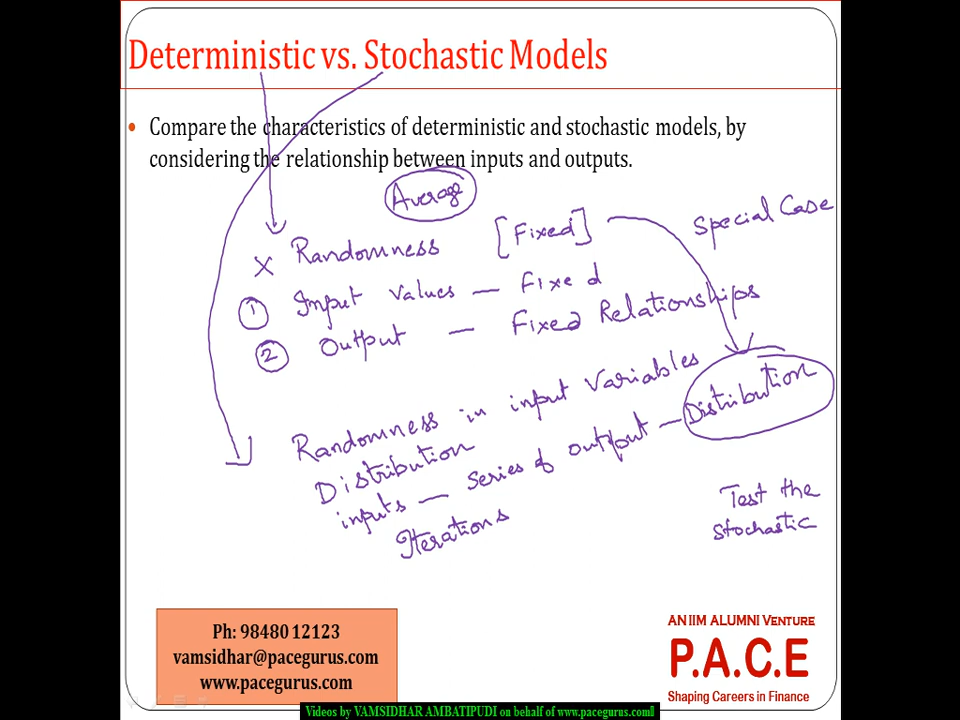 Deterministic vs. Stochastic Models
• Compare the characteristics of deterministic and stochastic models, by
considering the relationship between inputs and outputs.
Average
X Randomness [Fixed] Special Case
1 Input Values — Fixed
2 Output — Fixed Relationships
Randomness in input Variables
Distribution
inputs — Series of output — Distribution
Iterations
Test the
Stochastic
Ph: 98480 12123
vamsidhar@pacegurus.com
www.pacegurus.com
AN IIM ALUMNI VENTURE
P.A.C.E
Shaping Careers in Finance
Videos by VAMSIDHAR AMBATIPUDI on behalf of www.pacegurus.com